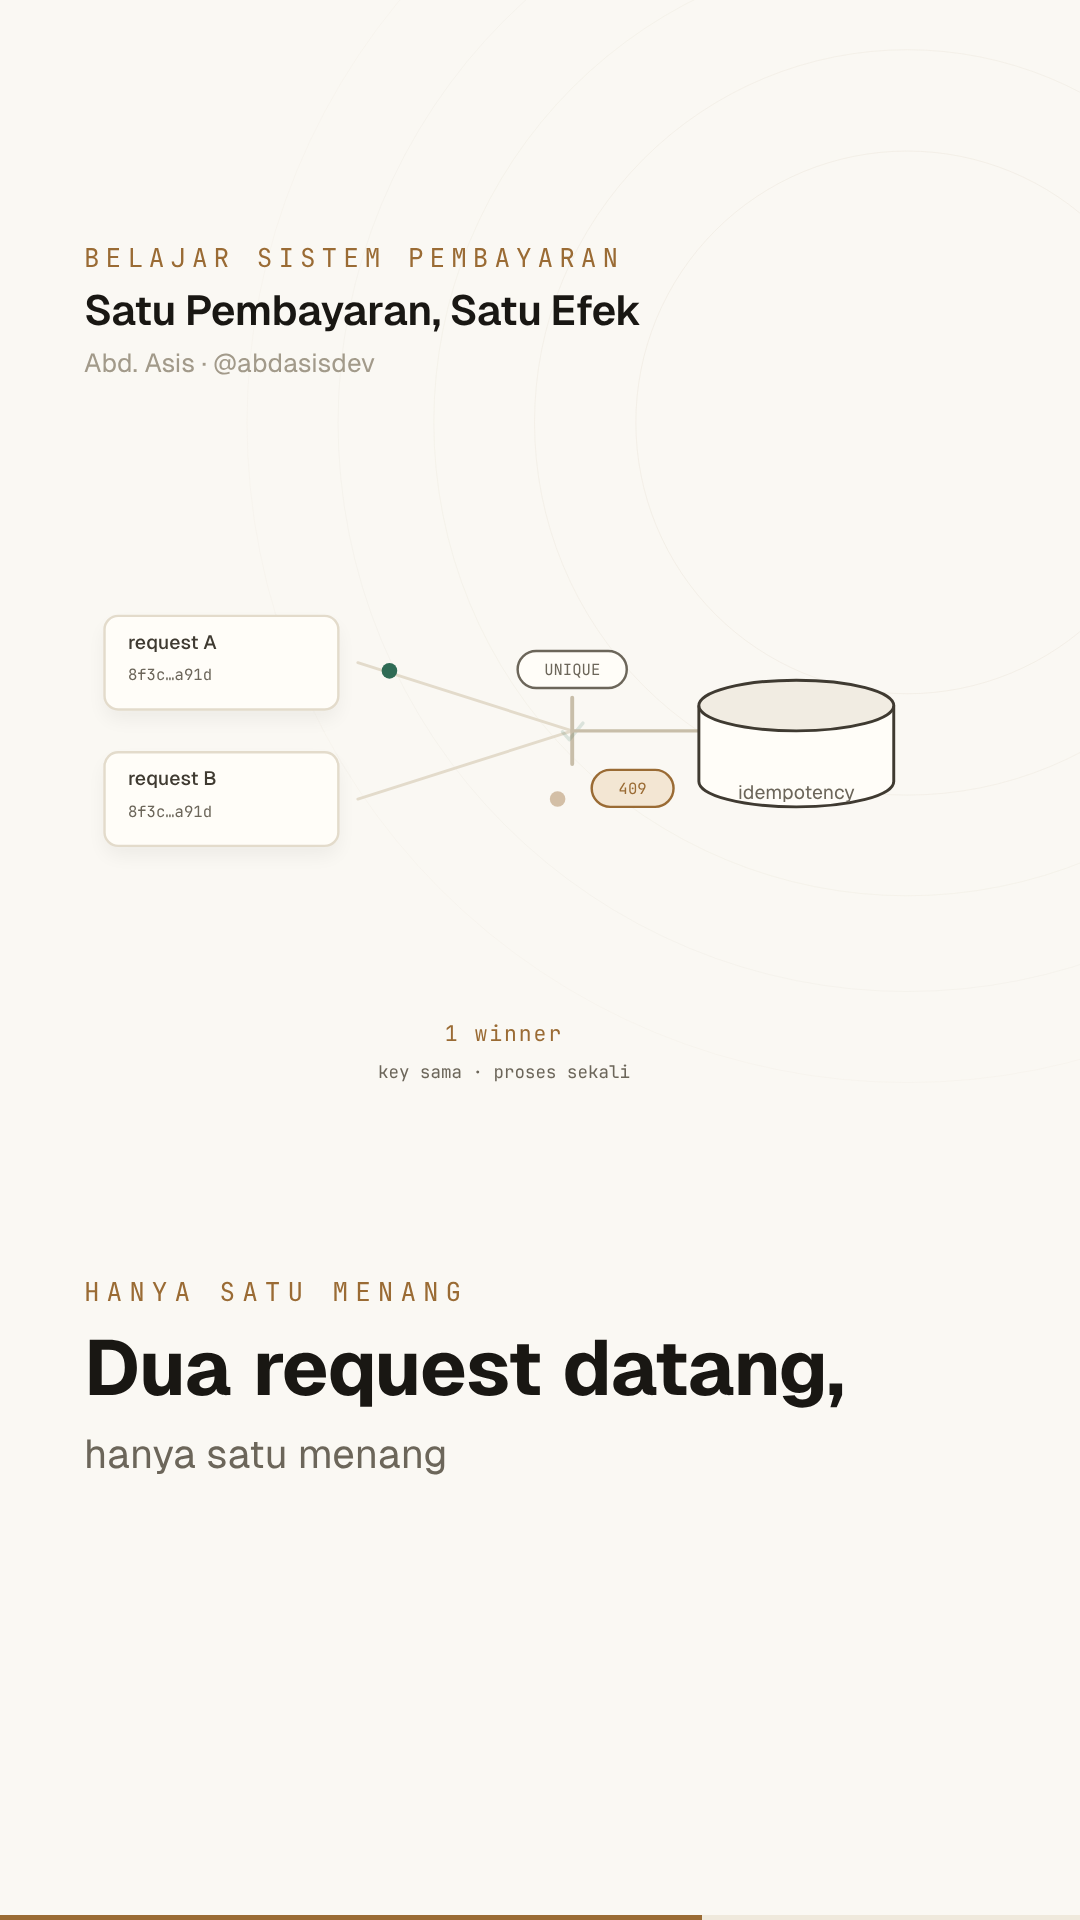 BELAJAR SISTEM PEMBAYARAN
Satu Pembayaran, Satu Efek
Abd. Asis · @abdasisdev
request A
8f3c…a91d
UNIQUE
request B
8f3c…a91d
409
idempotency
1 winner
key sama · proses sekali
HANYA SATU MENANG
Dua request datang,
hanya satu menang